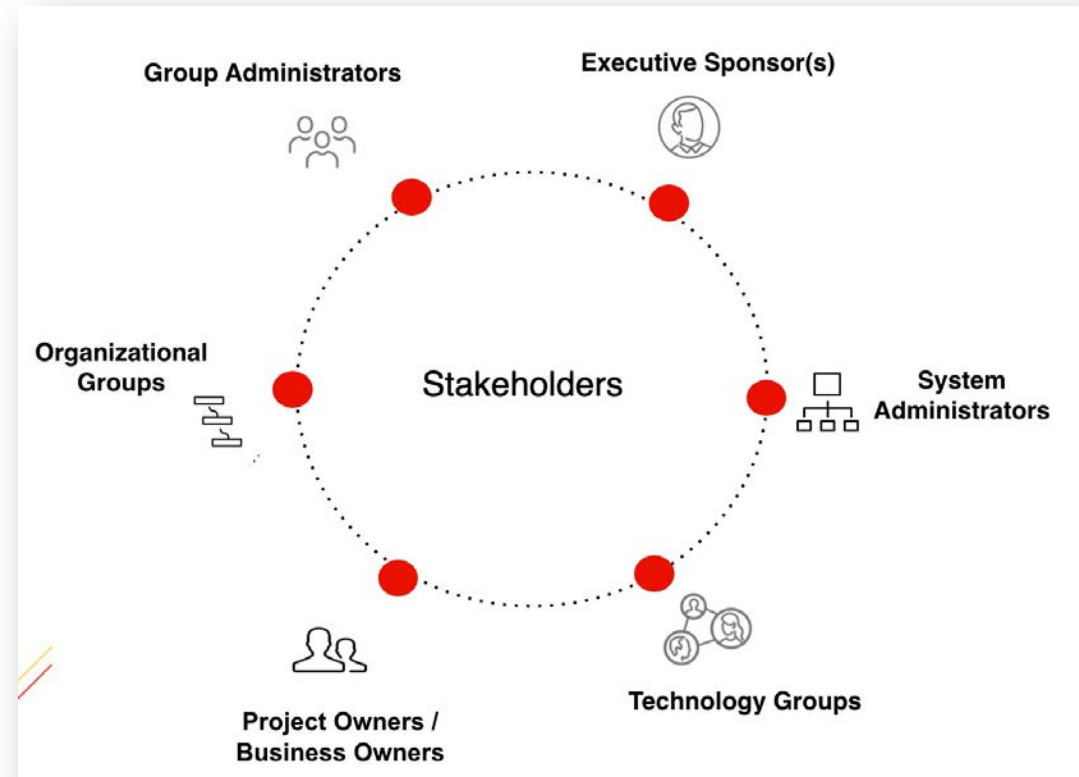 Group Administrators
Executive Sponsor(s)
Organizational
Groups
Stakeholders
System
Administrators
Technology Groups
Project Owners /
Business Owners